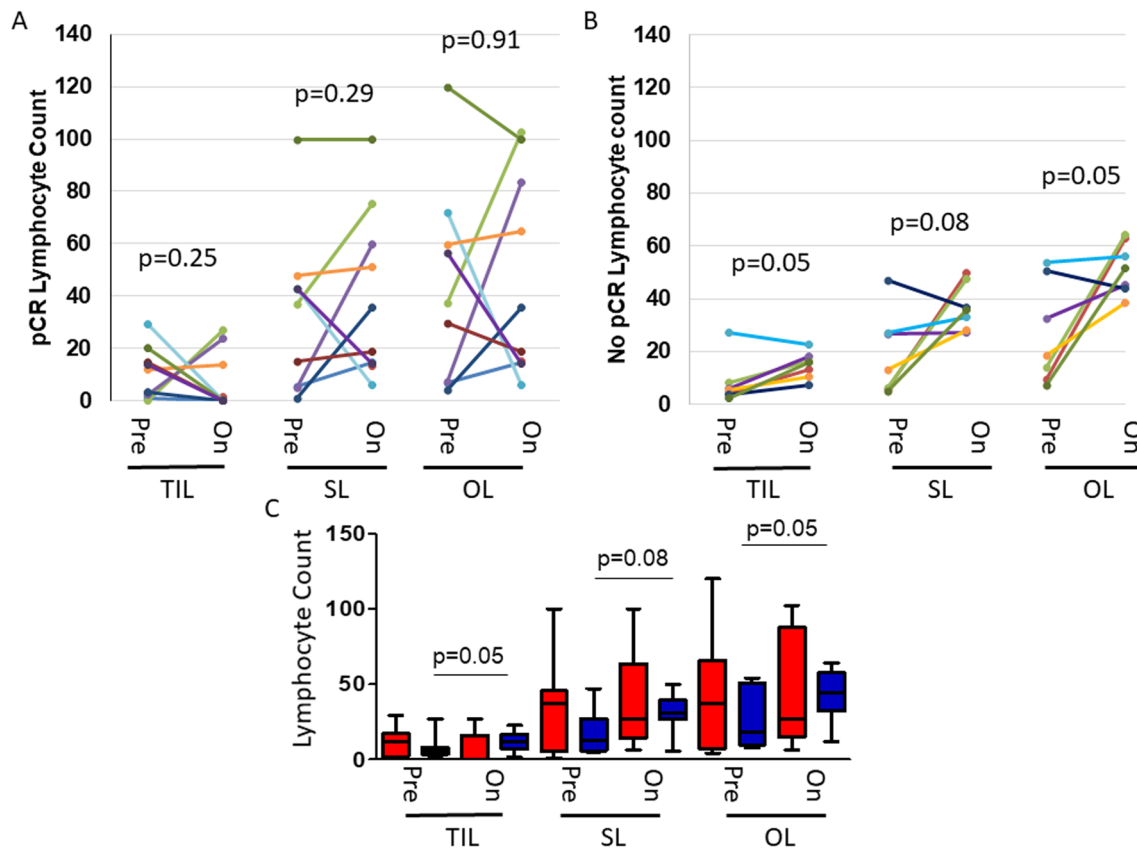 A
pCR Lymphocyte Count
140
120
100
80
60
40
20
0
p=0.25
p=0.29
p=0.91
Pre
On
Pre
On
Pre
On
TIL
SL
OL
B
No pCR Lymphocyte count
140
120
100
80
60
40
20
0
p=0.05
p=0.08
p=0.05
Pre
On
Pre
On
Pre
On
TIL
SL
OL
C
Lymphocyte Count
150
100
50
0
p=0.05
p=0.08
p=0.05
Pre
On
Pre
On
Pre
On
TIL
SL
OL